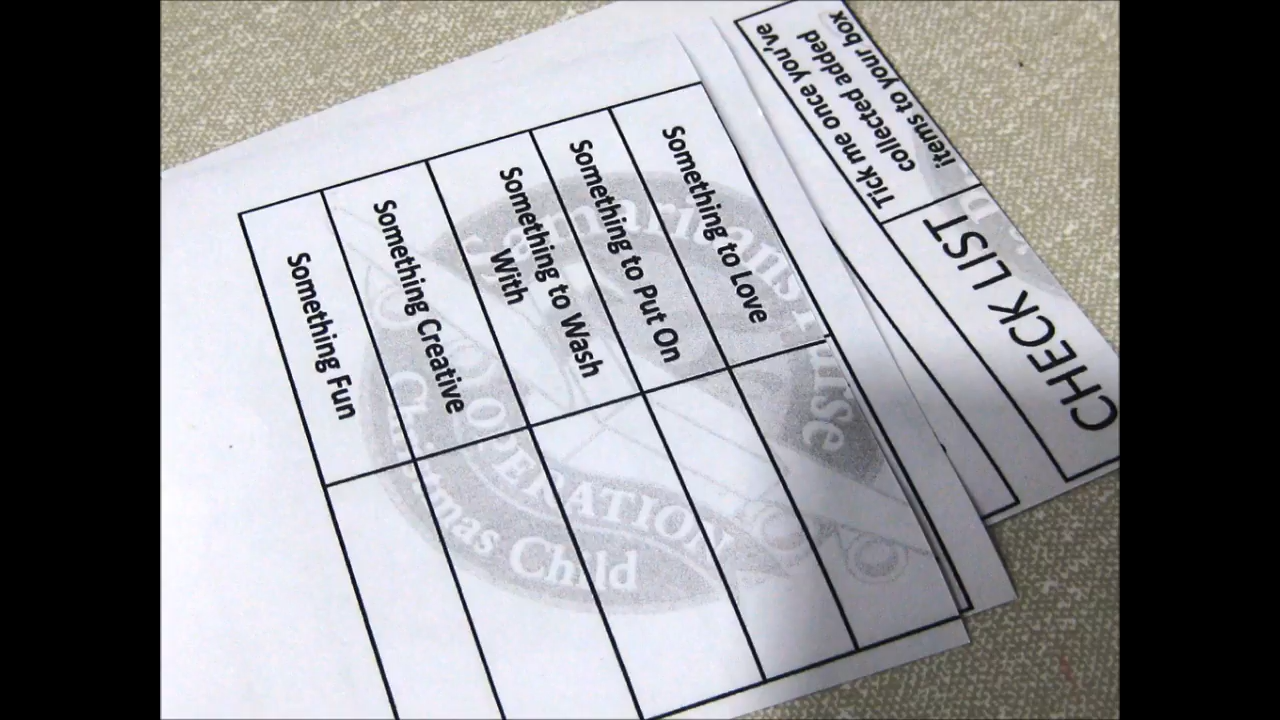 CHECK LIST
Tick me once you've
collected added
items to your box
Something to Love
Something to Put On
Something to Wash
With
Something Creative
Something Fun
OPERATION
Christmas Child